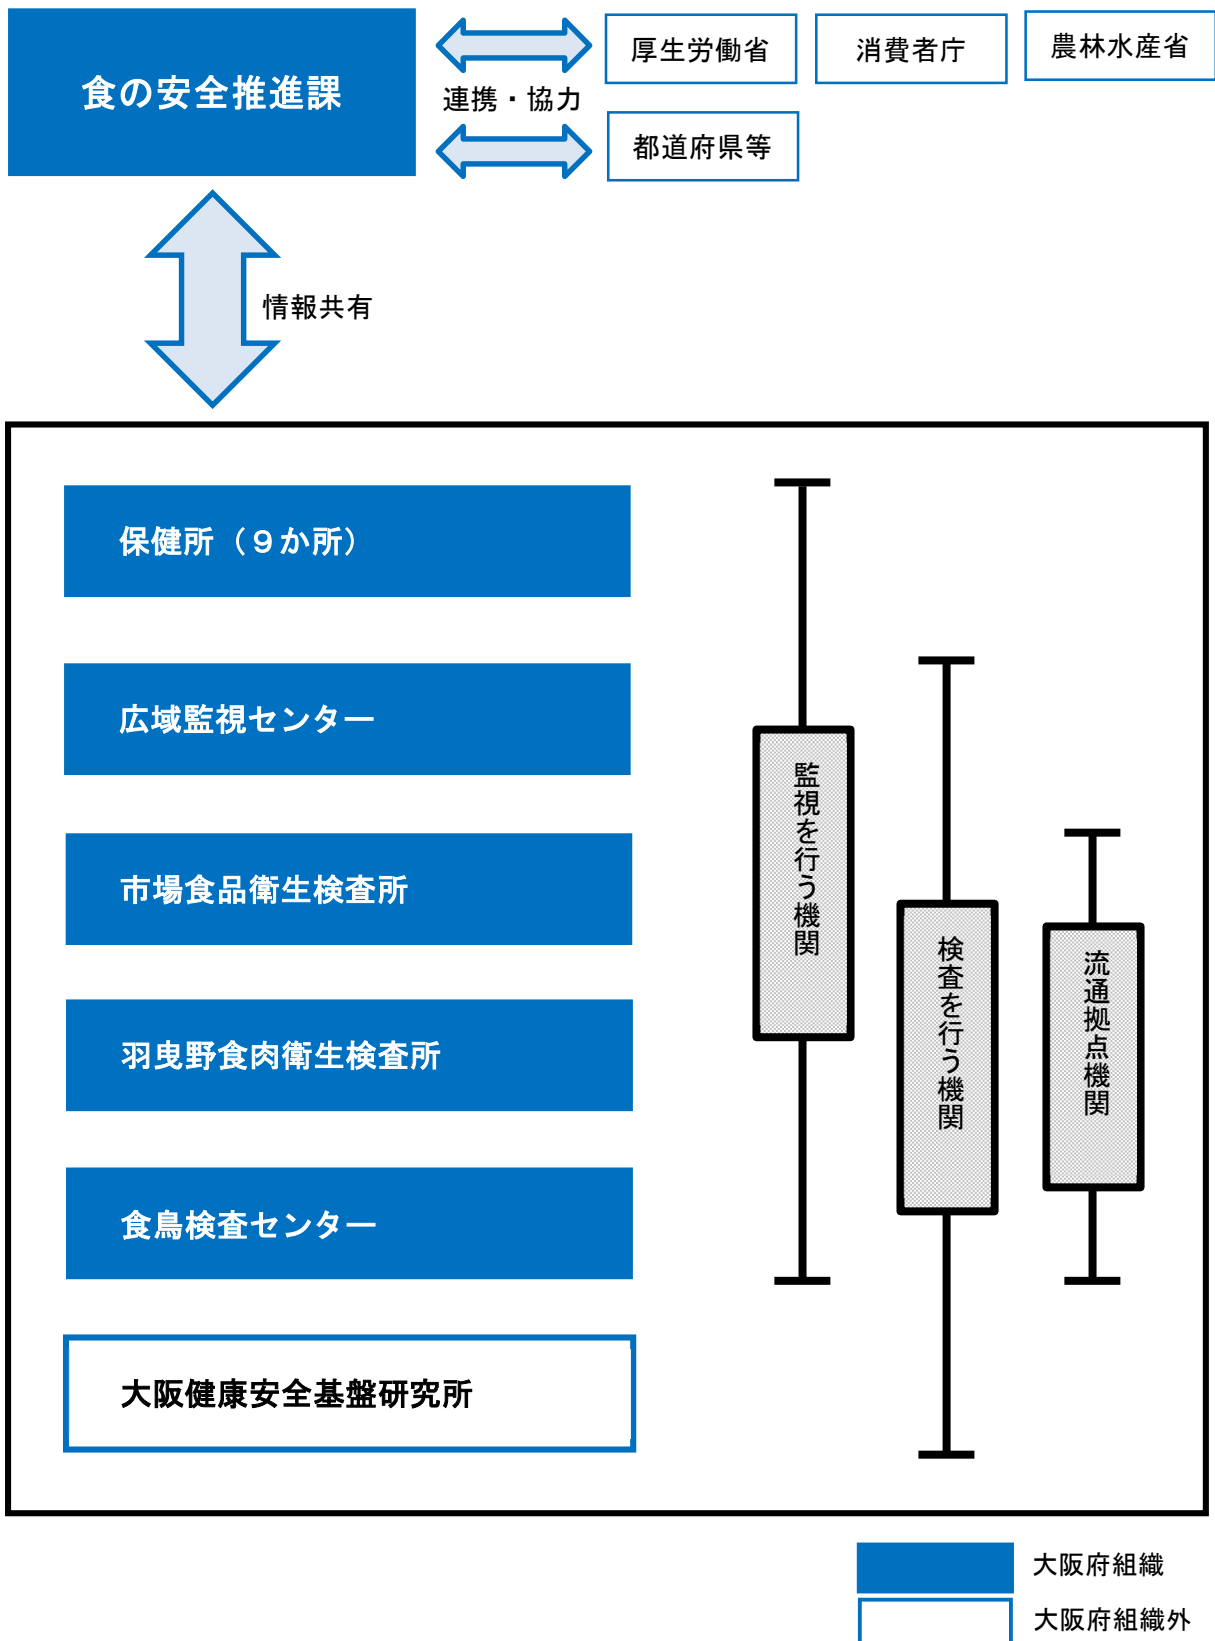 食の安全推進課
厚生労働省
消費者庁
農林水産省
連携・協力
都道府県等
情報共有
保健所（９か所）
広域監視センター
市場食品衛生検査所
羽曳野食肉衛生検査所
食鳥検査センター
大阪健康安全基盤研究所
監視を行う機関
検査を行う機関
流通拠点機関
大阪府組織
大阪府組織外